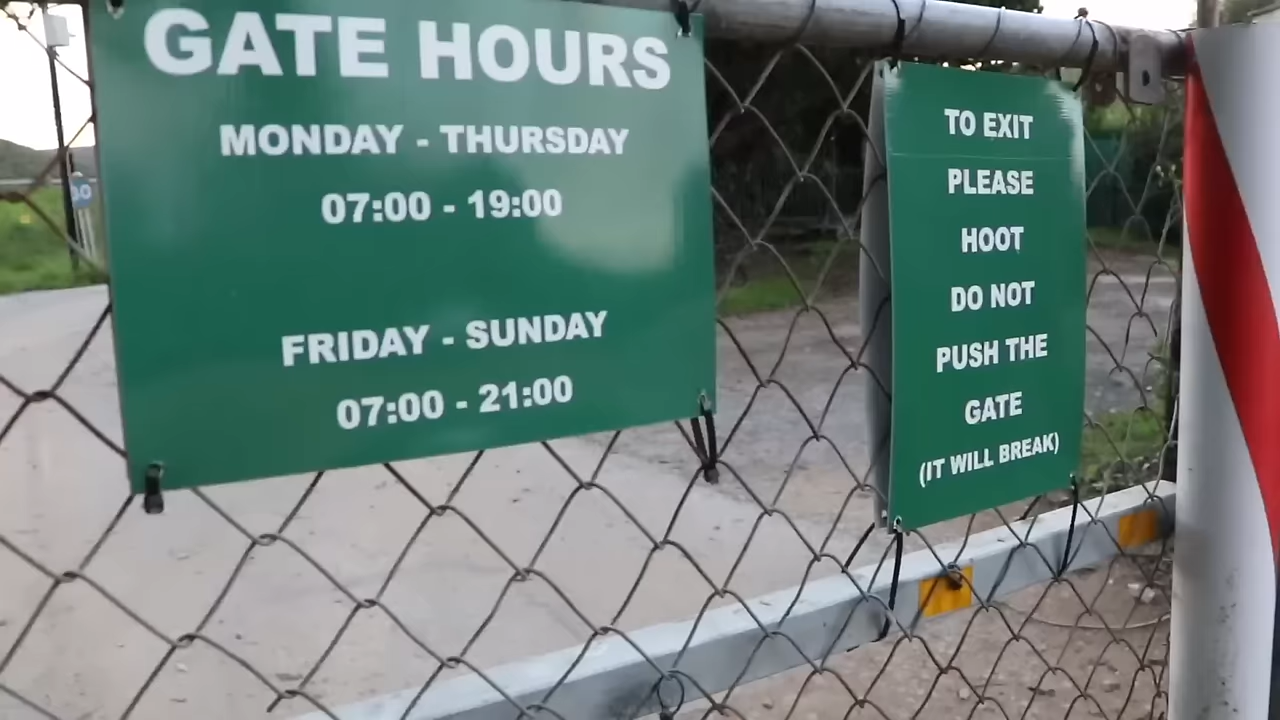 GATE HOURS
MONDAY - THURSDAY
07:00 - 19:00
FRIDAY - SUNDAY
07:00 - 21:00
TO EXIT
PLEASE
HOOT
DO NOT
PUSH THE
GATE
(IT WILL BREAK)